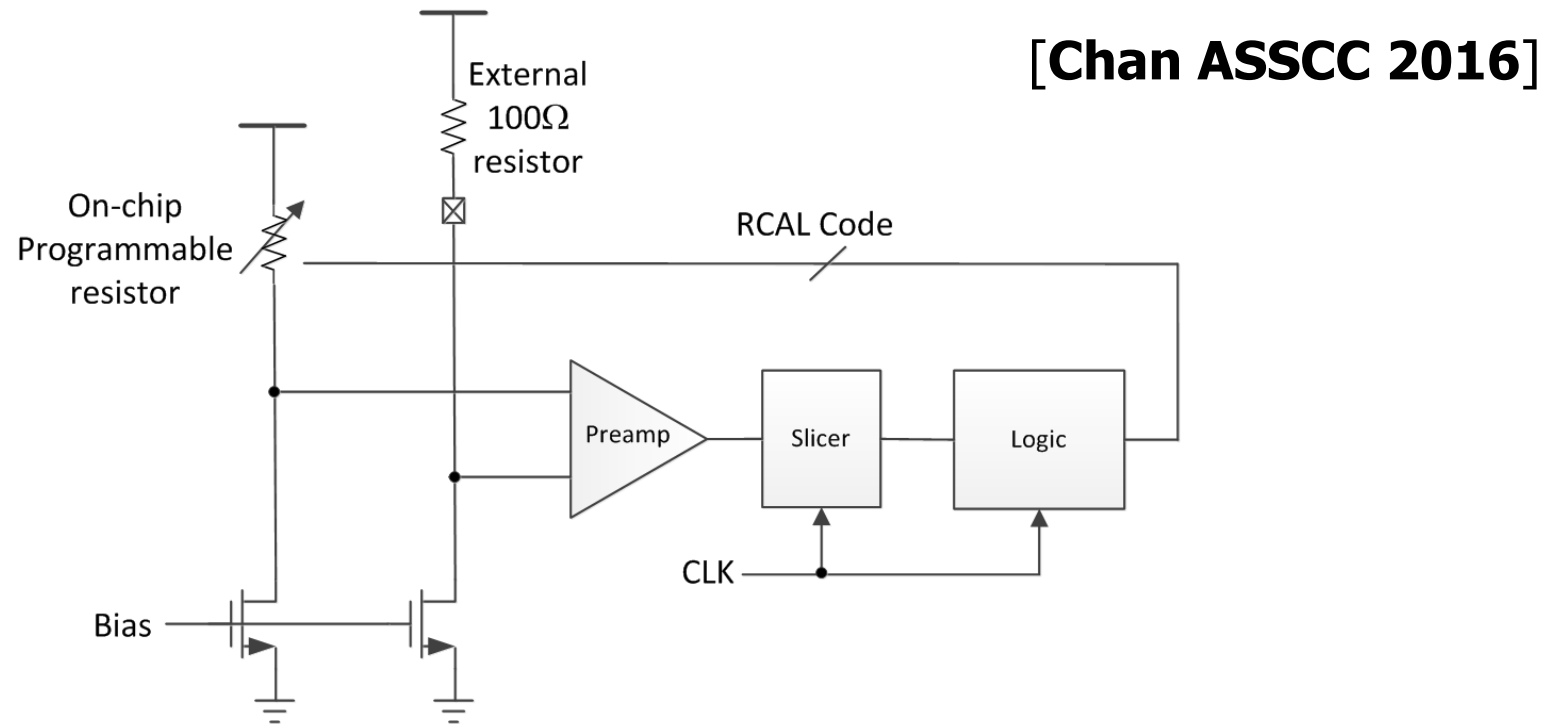 [Chan ASSCC 2016]
External
100Ω
resistor
On-chip
Programmable
resistor
RCAL Code
Preamp
Slicer
Logic
CLK
Bias